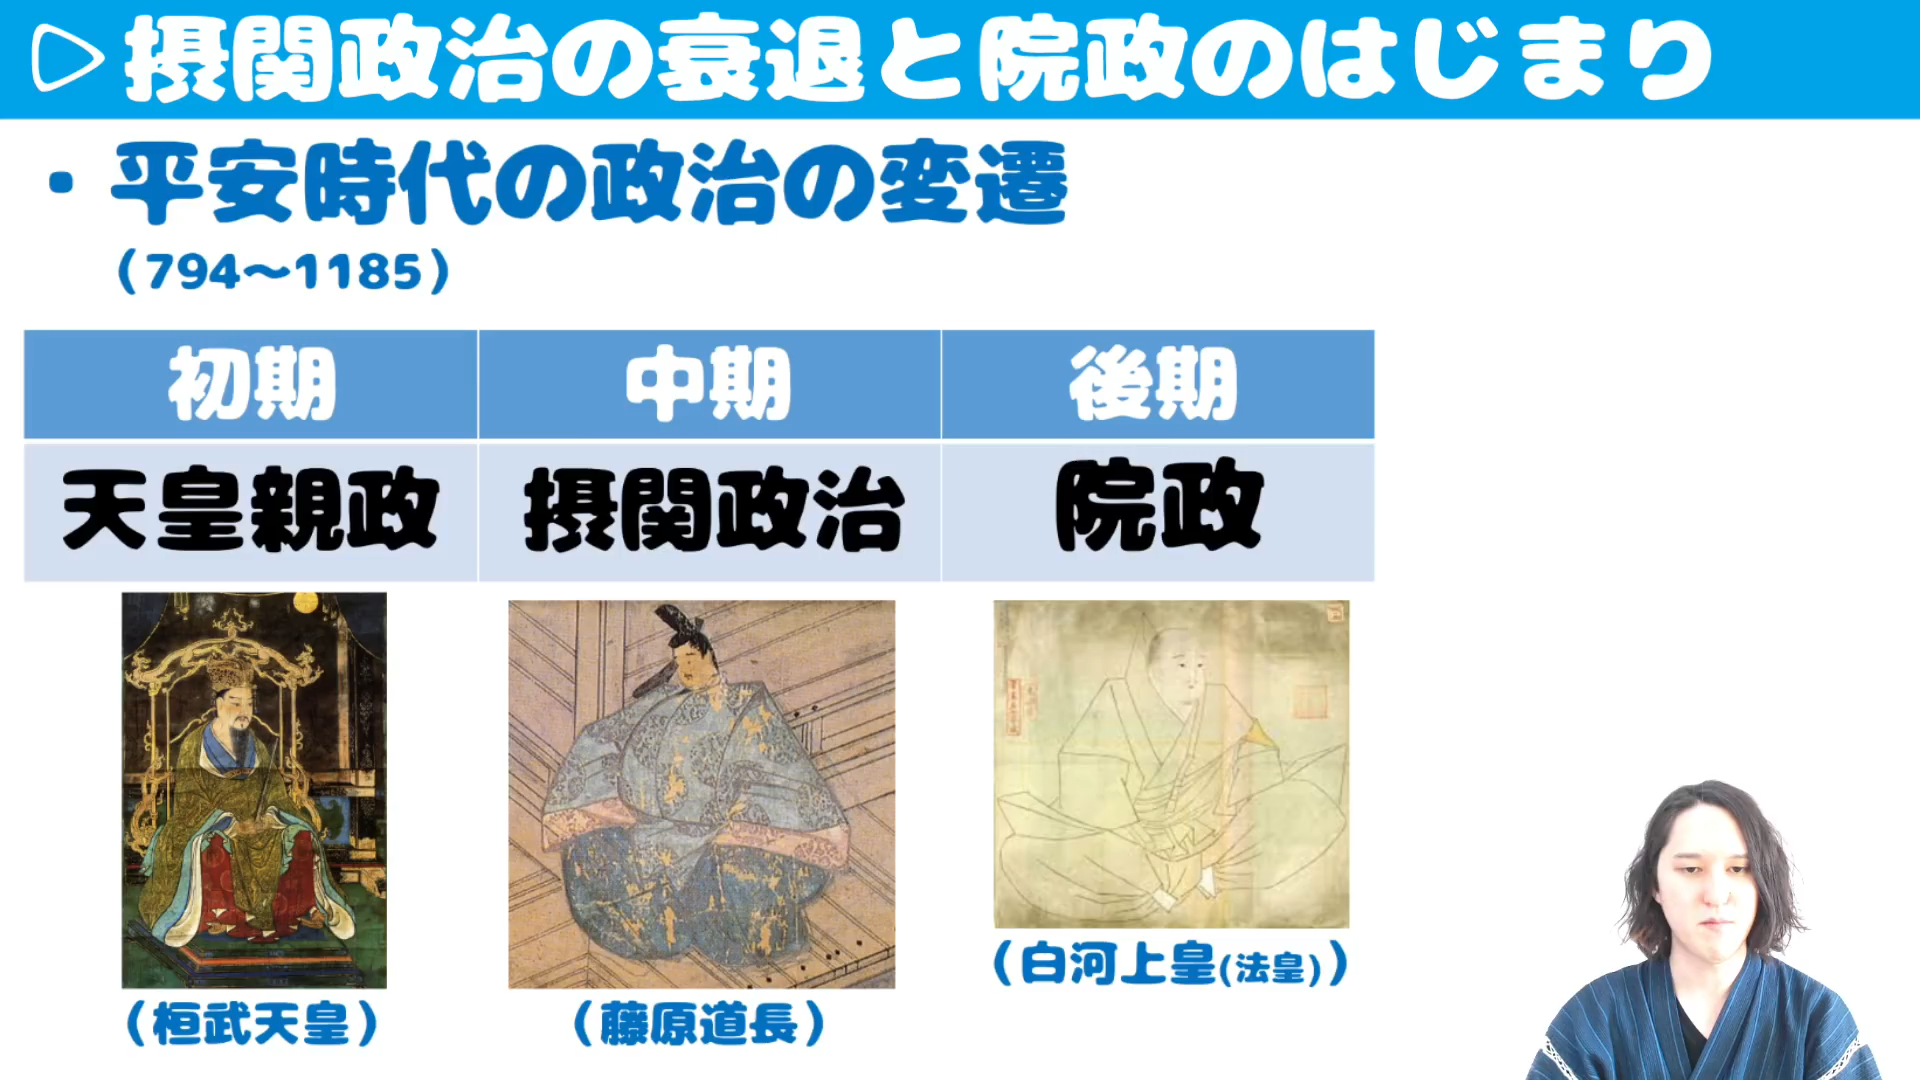 摂関政治の衰退と院政のはじまり
・平安時代の政治の変遷
（794～1185）
初期 中期 後期
天皇親政 摂関政治 院政
（白河上皇(法皇)）
（桓武天皇） （藤原道長）